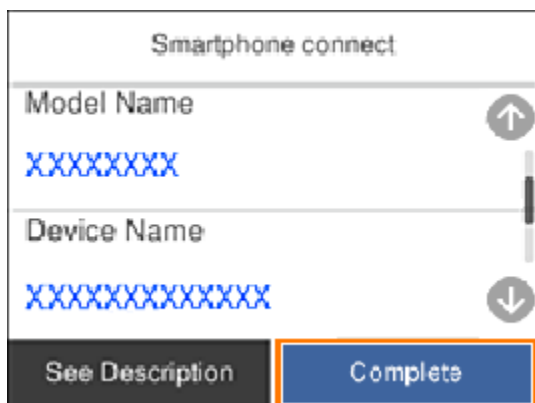 Smartphone connect
Model Name
XXXXXXXX
Device Name
XXXXXXXXXXXXX
See Description
Complete